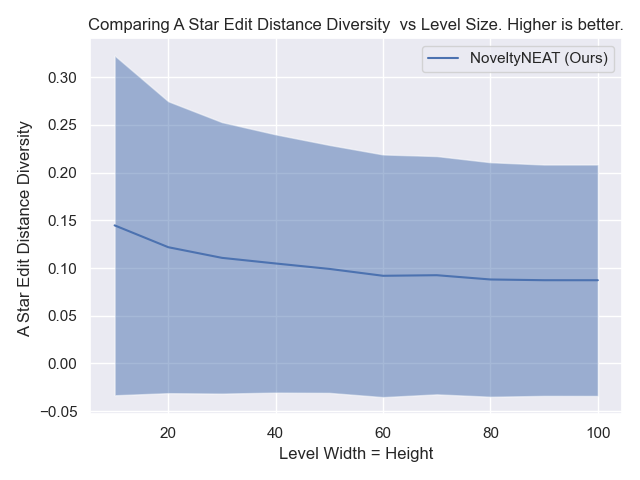 Comparing A Star Edit Distance Diversity  vs Level Size. Higher is better.
NoveltyNEAT (Ours)
A Star Edit Distance Diversity
0.30
0.25
0.20
0.15
0.10
0.05
0.00
−0.05
20 40 60 80 100
Level Width = Height